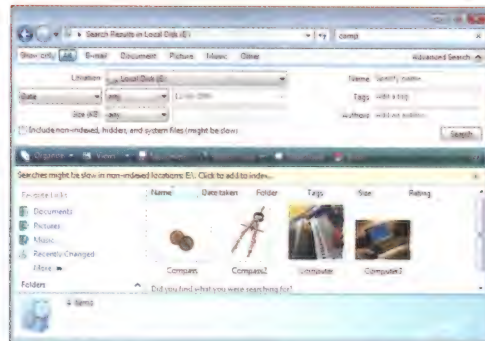 Search Results in Local Disk (E:)
comp
Show only: All E-mail Document Picture Music Other
Advanced Search
Location Local Disk (E:)
Name Specify name
Date any
Tags Add a tag
Size (KB) any
Authors
Include non-indexed, hidden, and system files (might be slow)
Search
Organize Views
Searches might be slow in non-indexed locations: E:\. Click to add to index...
Favorite Links
Name Date taken Folder Tags Size Rating
Documents
Pictures
Music
Recently Changed
More
Folders
Compass Compass2 Computer Computer2
Did you find what you were searching for?
4 items